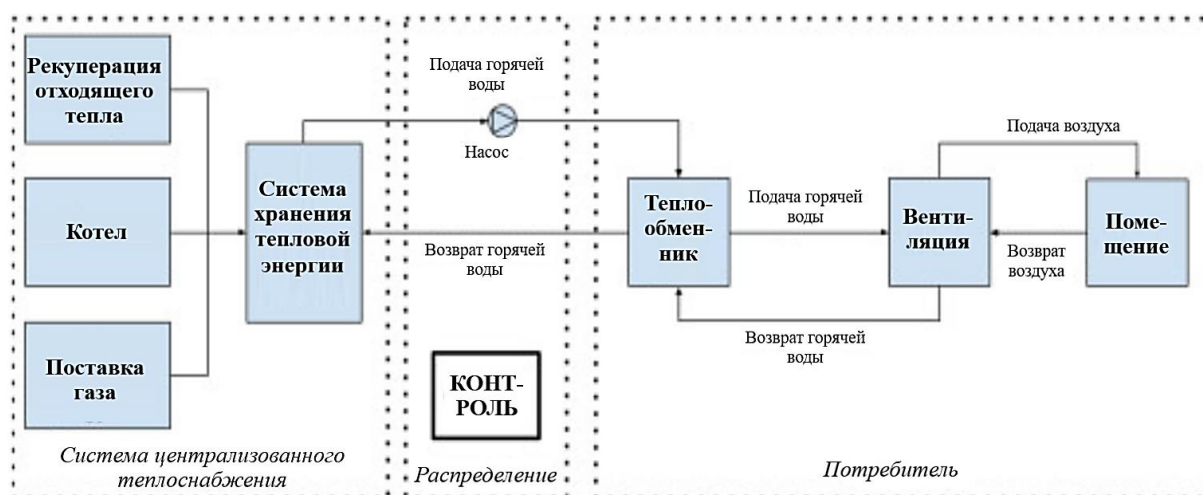 Рекуперация
отходящего
тепла
Котел
Поставка
газа
Система
хранения
тепловой
энергии
Система централизованного
теплоснабжения
Подача горячей
воды
Насос
Возврат горячей
воды
КОНТ-
РОЛЬ
Распределение
Тепло-
обмен-
ник
Подача горячей
воды
Венти-
ляция
Подача воздуха
Поме-
щение
Возврат
воздуха
Возврат горячей
воды
Потребитель